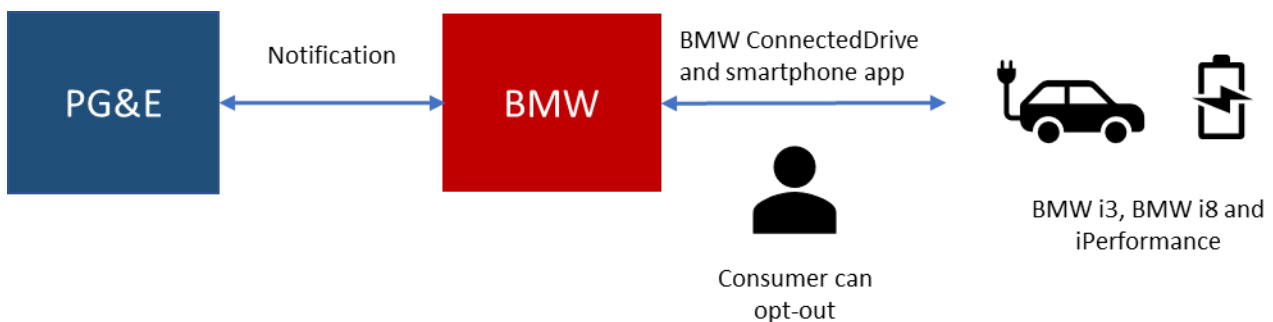 PG&E
Notification
BMW
BMW ConnectedDrive
and smartphone app
Consumer can
opt-out
BMW i3, BMW i8 and
iPerformance